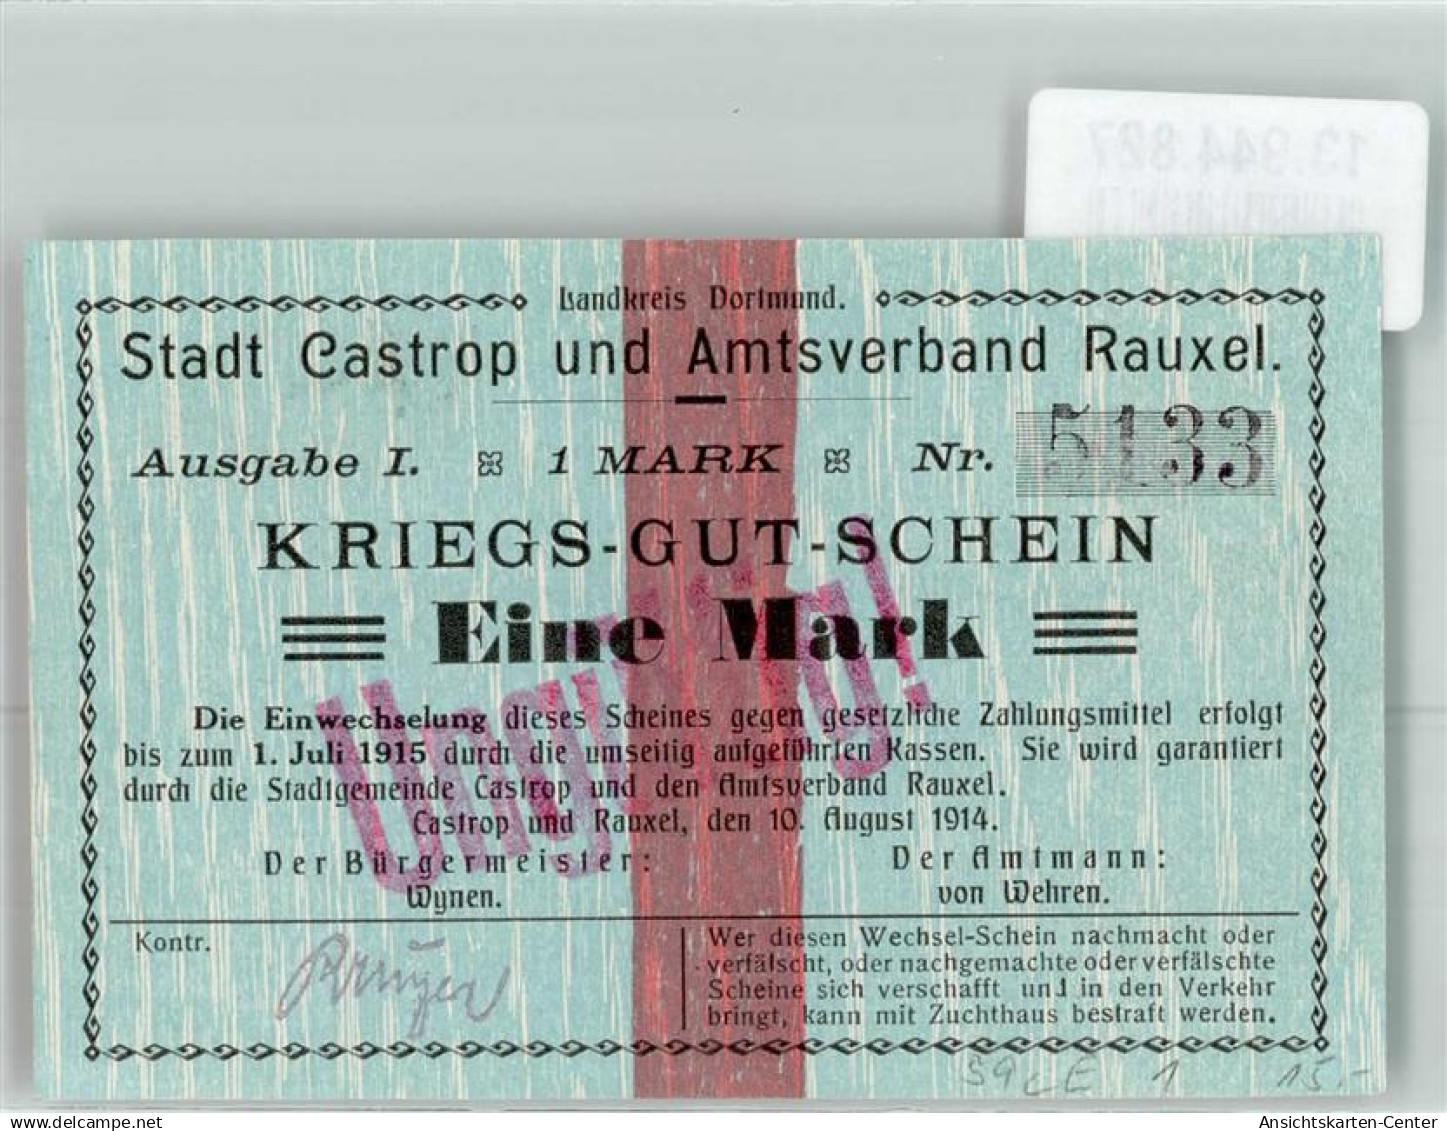 Landkreis Dortmund.
Stadt Castrop und Amtsverband Rauxel.
Ausgabe I. 1 MARK Nr. 5133
KRIEGS-GUT-SCHEIN
Eine Mark
Ungültig!
Die Einwechselung dieses Scheines gegen gesetzliche Zahlungsmittel erfolgt
bis zum 1. Juli 1915 durch die umseitig aufgeführten Kassen. Sie wird garantiert
durch die Stadtgemeinde Castrop und den Amtsverband Rauxel.
Castrop und Rauxel, den 10. August 1914.
Der Bürgermeister:
Wynen.
Der Amtmann:
von Wehren.
Kontr.
Wer diesen Wechsel-Schein nachmacht oder
verfälscht, oder nachgemachte oder verfälschte
Scheine sich verschafft und in den Verkehr
bringt, kann mit Zuchthaus bestraft werden.
1 15.-
13.944.827
Ansichtskarten-Center